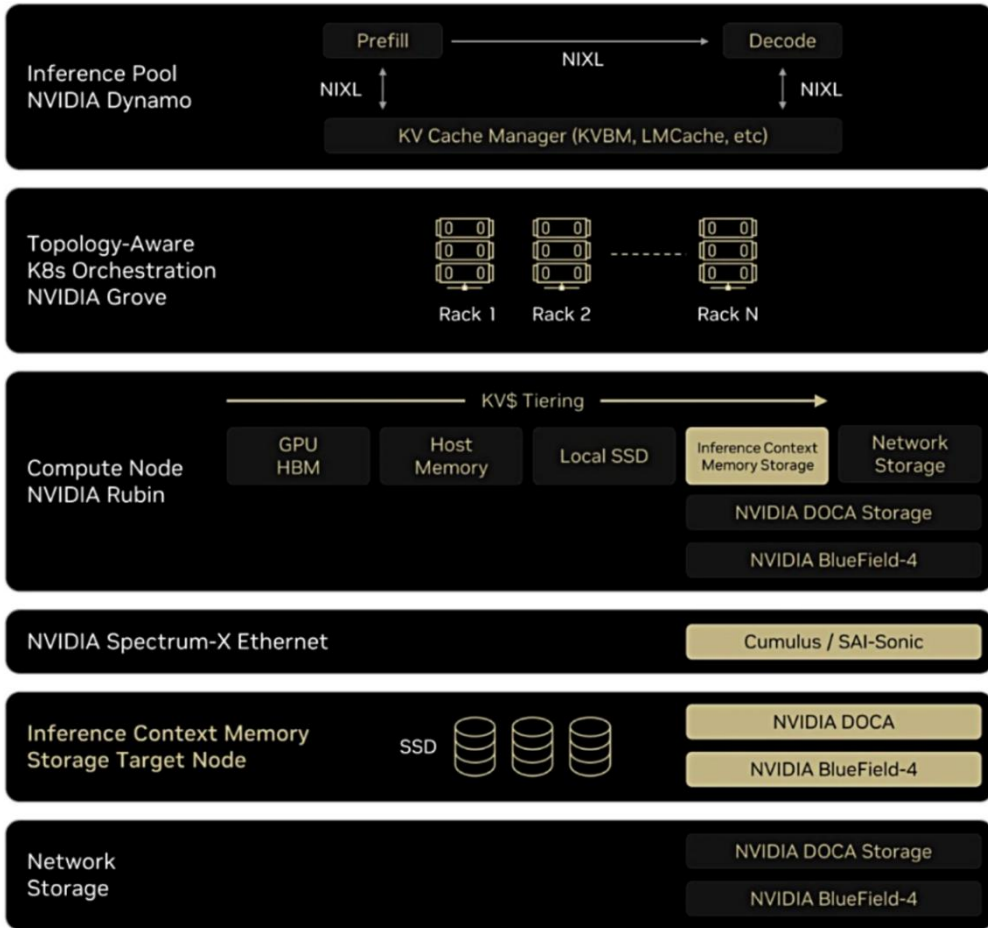 Inference Pool
NVIDIA Dynamo
Prefill
NIXL
Decode
NIXL
NIXL
KV Cache Manager (KVBM, LMCache, etc)
Topology-Aware
K8s Orchestration
NVIDIA Grove
Rack 1
Rack 2
Rack N
Compute Node
NVIDIA Rubin
KV$ Tiering
GPU
HBM
Host
Memory
Local SSD
Inference Context
Memory Storage
Network
Storage
NVIDIA DOCA Storage
NVIDIA BlueField-4
NVIDIA Spectrum-X Ethernet
Cumulus / SAI-Sonic
Inference Context Memory
Storage Target Node
SSD
NVIDIA DOCA
NVIDIA BlueField-4
Network
Storage
NVIDIA DOCA Storage
NVIDIA BlueField-4